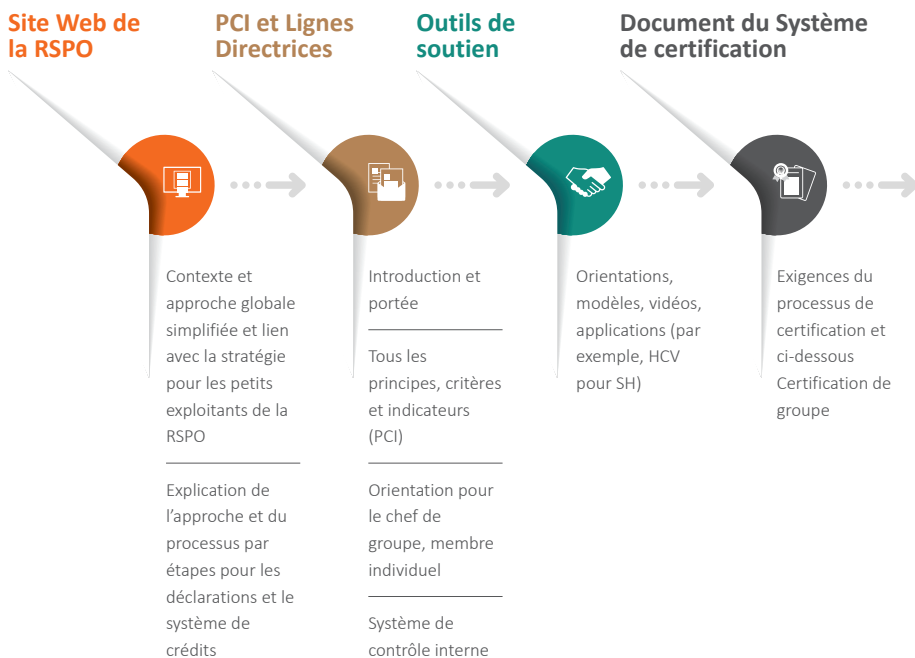 Site Web de
la RSPO
Contexte et
approche globale
simplifiée et lien
avec la stratégie
pour les petits
exploitants de la
RSPO
Explication de
l'approche et du
processus par
étapes pour les
déclarations et le
système de
crédits
PCI et Lignes
Directrices
Introduction et
portée
Tous les
principes, critères
et indicateurs
(PCI)
Orientation pour
le chef de
groupe, membre
individuel
Système de
contrôle interne
Outils de
soutien
Orientations,
modèles, vidéos,
applications (par
exemple, HCV
pour SH)
Document du Système
de certification
Exigences du
processus de
certification et
ci-dessous
Certification de
groupe